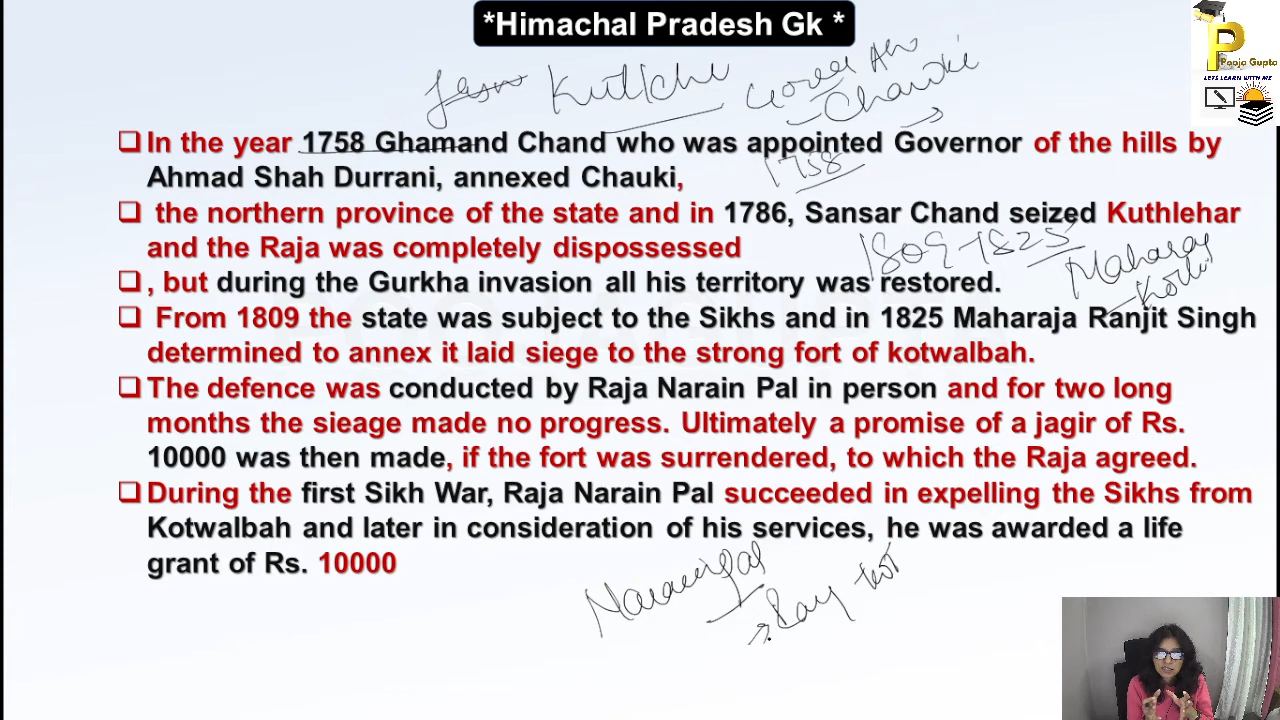 *Himachal Pradesh Gk *
P
Pooja Gupta
LETS LEARN WITH ME
Chauki
In the year 1758 Ghamand Chand who was appointed Governor of the hills by
1758
Ahmad Shah Durrani, annexed Chauki,
the northern province of the state and in 1786, Sansar Chand seized Kuthlehar
1809 - 1825
and the Raja was completely dispossessed
Maharaj
, but during the Gurkha invasion all his territory was restored.
From 1809 the state was subject to the Sikhs and in 1825 Maharaja Ranjit Singh
determined to annex it laid siege to the strong fort of kotwalbah.
The defence was conducted by Raja Narain Pal in person and for two long
months the sieage made no progress. Ultimately a promise of a jagir of Rs.
10000 was then made, if the fort was surrendered, to which the Raja agreed.
During the first Sikh War, Raja Narain Pal succeeded in expelling the Sikhs from
Kotwalbah and later in consideration of his services, he was awarded a life
grant of Rs. 10000